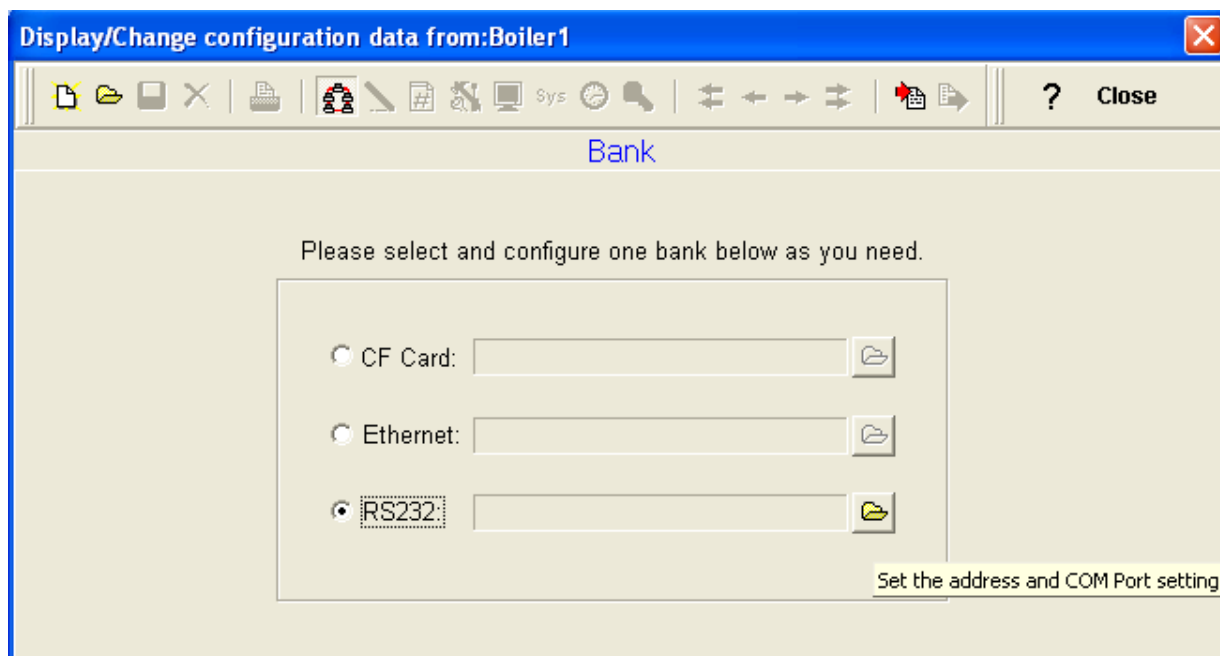 Display/Change configuration data from:Boiler1
Sys ? Close
Bank
Please select and configure one bank below as you need.
CF Card:
Ethernet:
RS232:
Set the address and COM Port setting